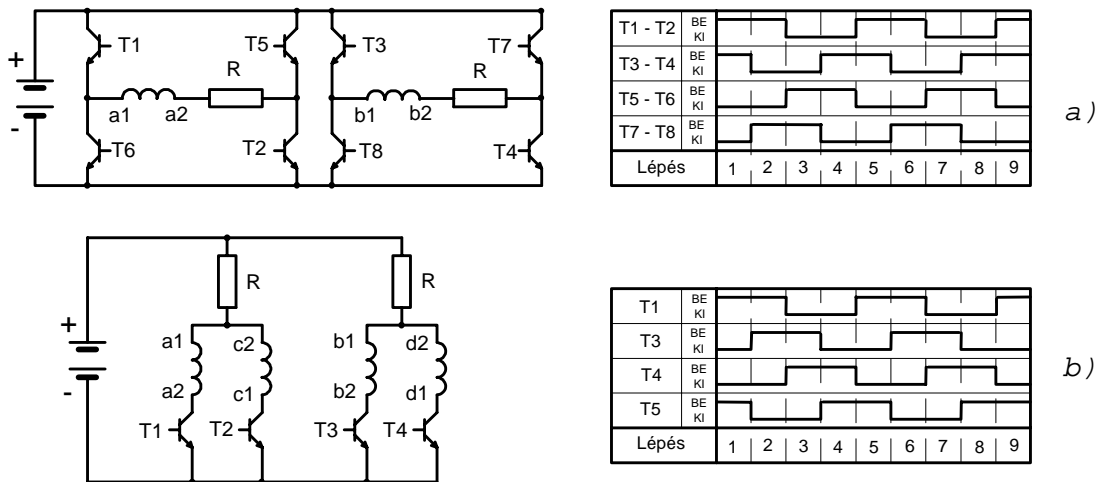 T1 T5 T3 T7
+ R R
a1 a2 b1 b2
-
T6 T2 T8 T4
T1 - T2 BE KI
T3 - T4 BE KI
T5 - T6 BE KI
T7 - T8 BE KI
Lépés 1 2 3 4 5 6 7 8 9
a)
R R
+ a1 c2 b1 d2
- a2 c1 b2 d1
T1 T2 T3 T4
T1 BE KI
T3 BE KI
T4 BE KI
T5 BE KI
Lépés 1 2 3 4 5 6 7 8 9
b)